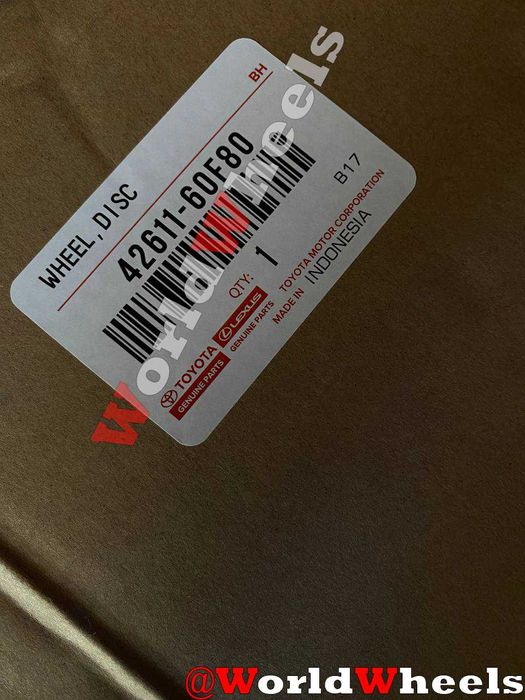 BH
WHEEL, DISC
42611-60F80
B17
QTY: 1
TOYOTA
GENUINE PARTS
LEXUS
GENUINE PARTS
TOYOTA MOTOR CORPORATION
MADE IN INDONESIA
WorldWheels
@WorldWheels